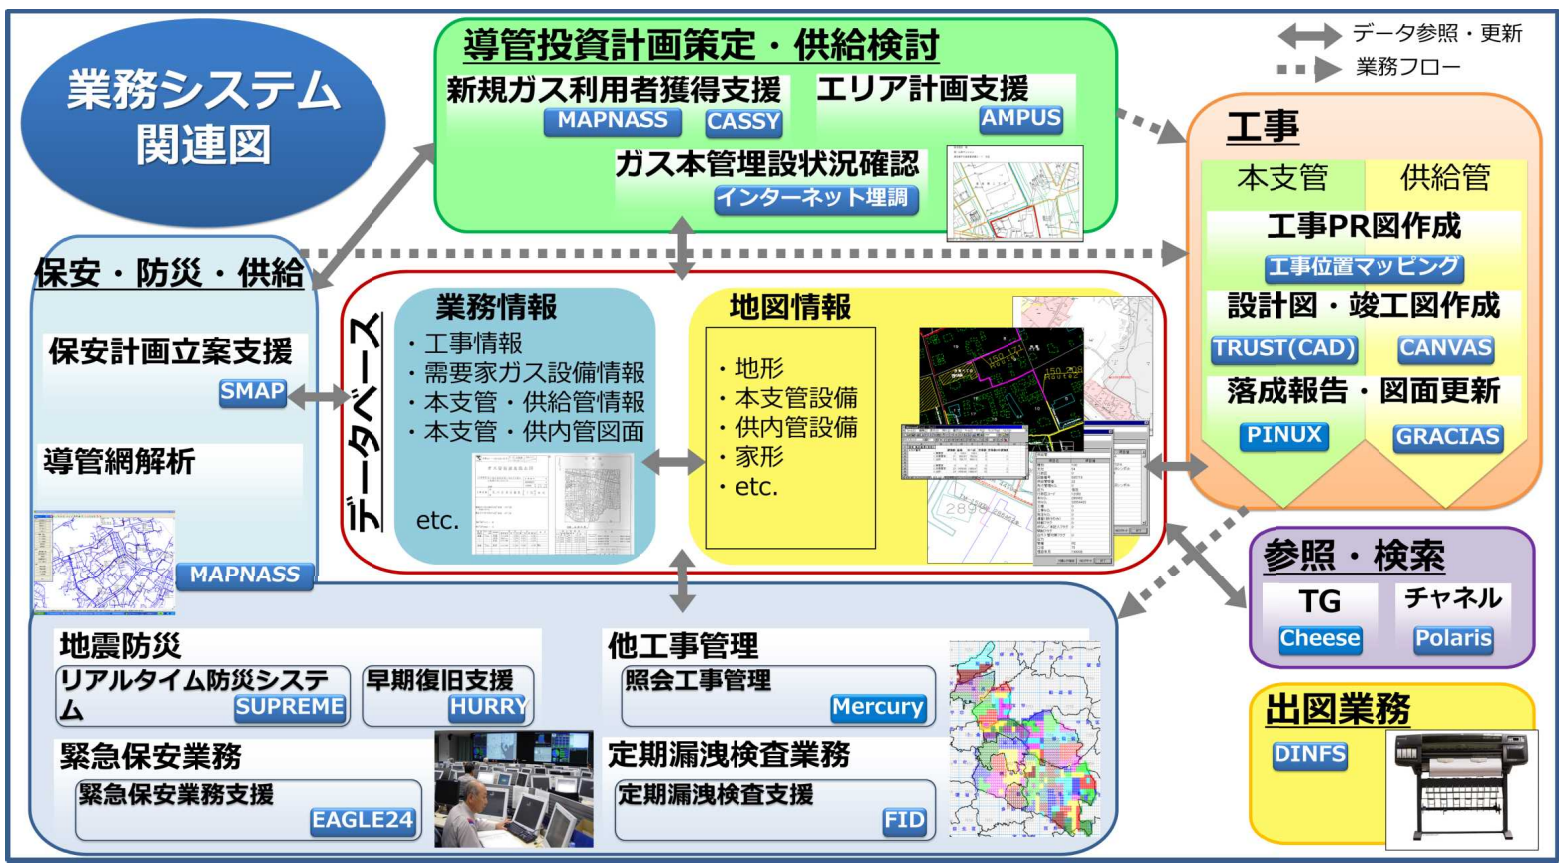 業務システム
関連図
導管投資計画策定・供給検討
新規ガス利用者獲得支援
MAPNASS
CASSY
エリア計画支援
AMPUS
ガス本管埋設状況確認
インターネット埋調
データ参照・更新
業務フロー
工事
本支管
供給管
工事PR図作成
工事位置マッピング
設計図・竣工図作成
TRUST(CAD)
CANVAS
落成報告・図面更新
PINUX
GRACIAS
保安・防災・供給
保安計画立案支援
SMAP
導管網解析
MAPNASS
データベース
業務情報
・工事情報
・需要家ガス設備情報
・本支管・供給管情報
・本支管・供内管図面
etc.
地図情報
・地形
・本支管設備
・供内管設備
・家形
・etc.
2898
参照・検索
TG
Cheese
チャネル
Polaris
地震防災
リアルタイム防災システ
ム
SUPREME
早期復旧支援
HURRY
他工事管理
照会工事管理
Mercury
緊急保安業務
緊急保安業務支援
EAGLE24
定期漏洩検査業務
定期漏洩検査支援
FID
出図業務
DINFS